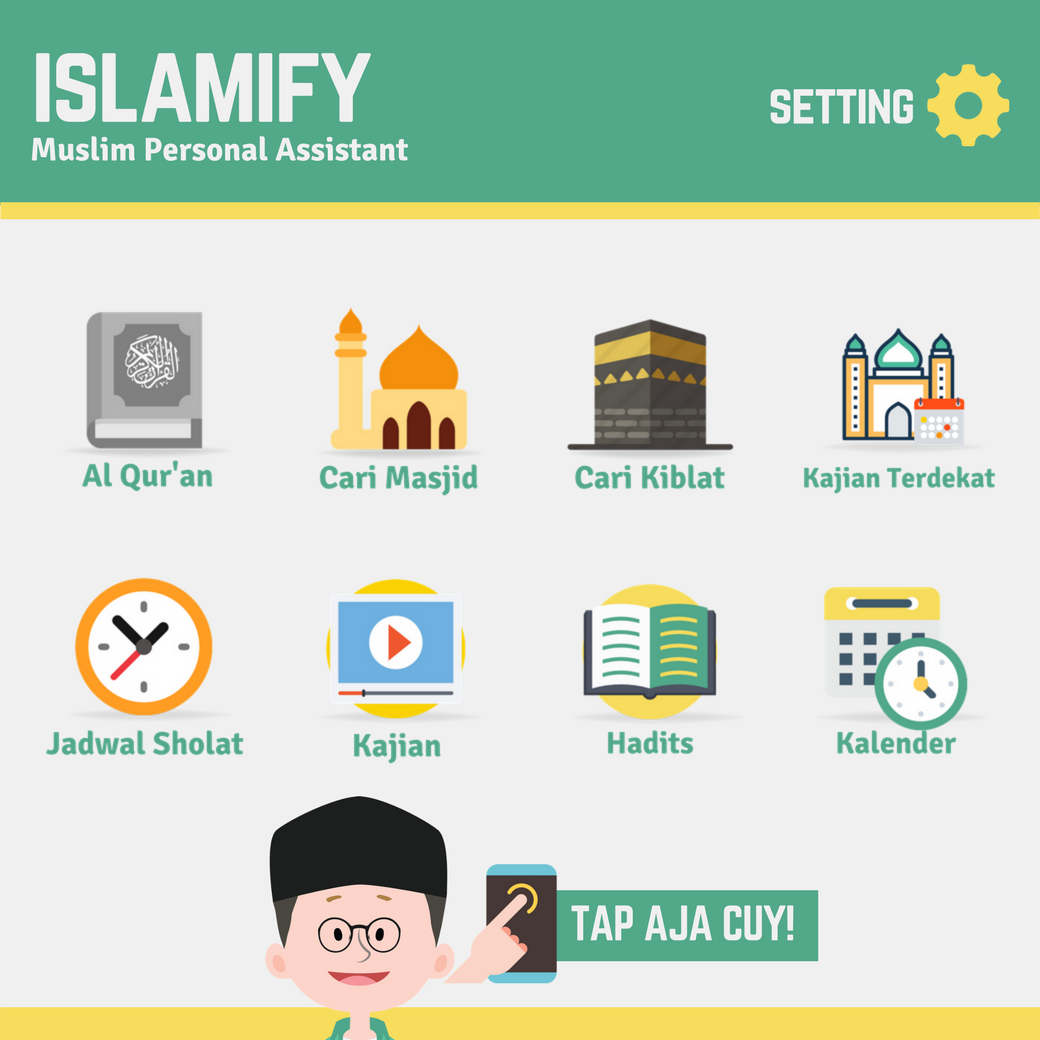 ISLAMIFY
Muslim Personal Assistant
SETTING
Al Qur'an
Cari Masjid
Cari Kiblat
Kajian Terdekat
Jadwal Sholat
Kajian
Hadits
Kalender
TAP AJA CUY!